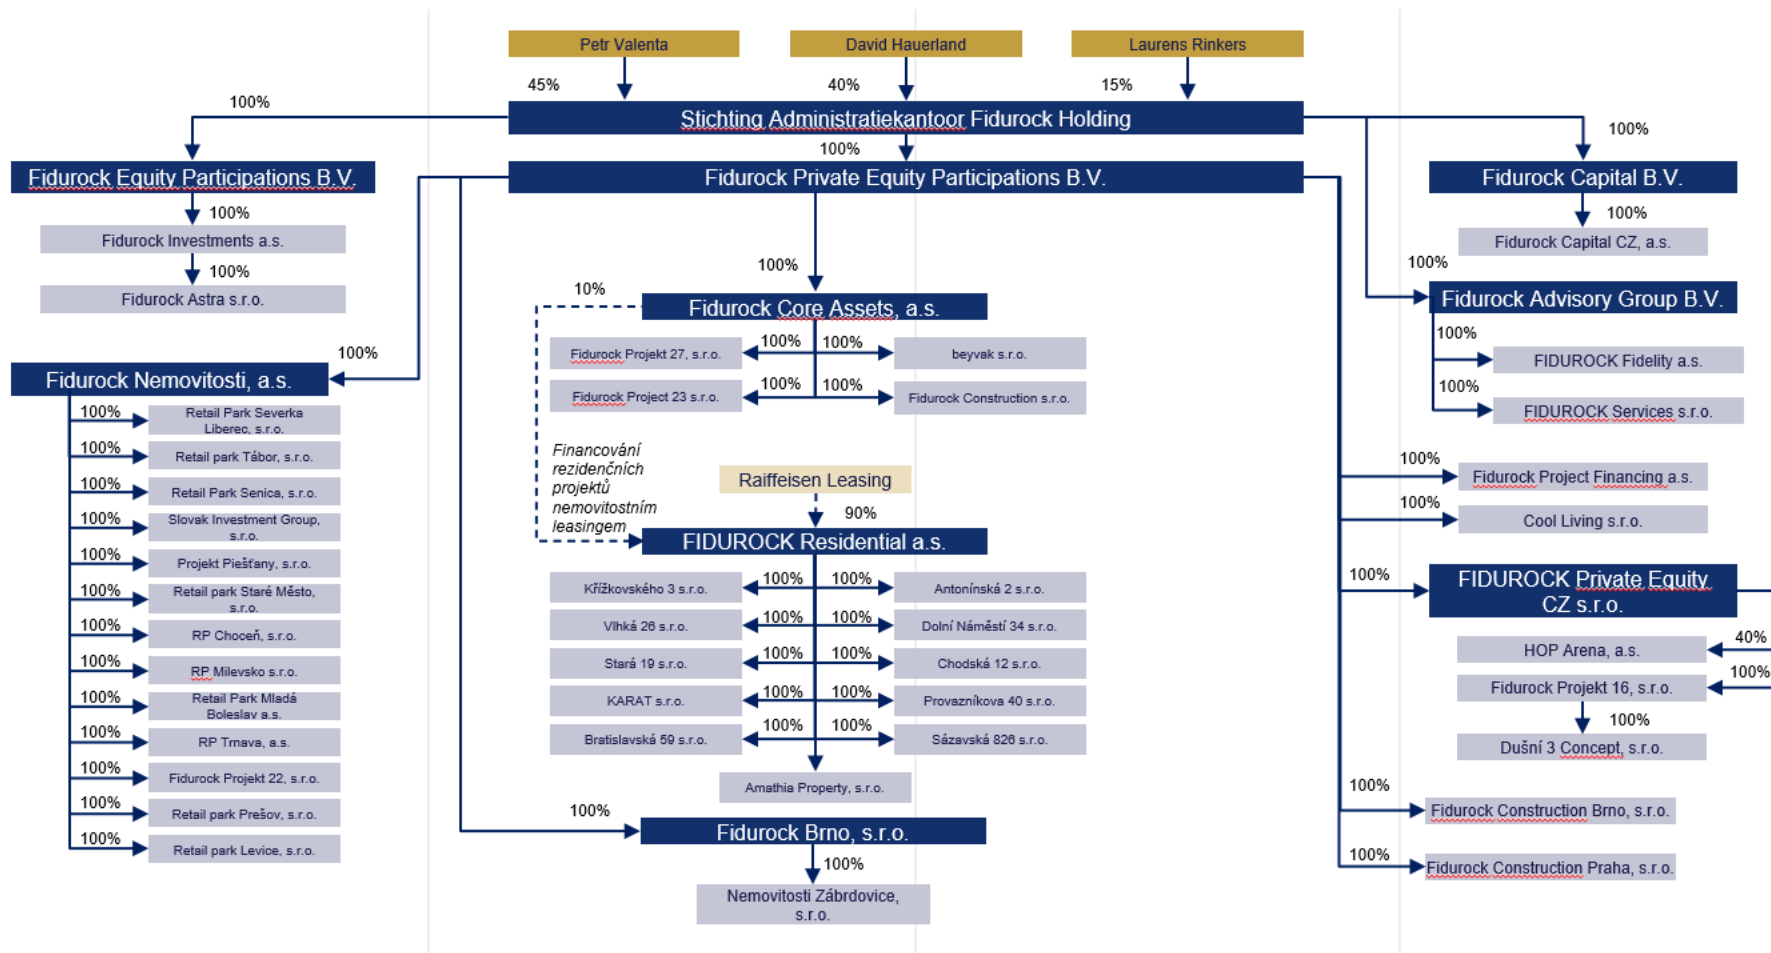 Petr Valenta
David Hauerland
Laurens Rinkers
45%
40%
15%
100%
Stichting Administratiekantoor Fidurock Holding
100%
100%
Fidurock Equity Participations B.V.
Fidurock Private Equity Participations B.V.
Fidurock Capital B.V.
100%
Fidurock Investments a.s.
100%
Fidurock Astra s.r.o.
100%
Fidurock Capital CZ, a.s.
100%
Fidurock Advisory Group B.V.
100%
FIDUROCK Fidelity a.s.
100%
FIDUROCK Services s.r.o.
100%
10%
Fidurock Core Assets, a.s.
100%
100%
Fidurock Projekt 27, s.r.o.
beyvak s.r.o.
100%
100%
Fidurock Project 23 s.r.o.
Fidurock Construction s.r.o.
100%
Fidurock Nemovitosti, a.s.
100%
Retail Park Severka
Liberec, s.r.o.
100%
Retail park Tábor, s.r.o.
100%
Retail Park Senica, s.r.o.
100%
Slovak Investment Group,
s.r.o.
100%
Projekt Piešťany, s.r.o.
100%
Retail park Staré Město,
s.r.o.
100%
RP Choceň, s.r.o.
100%
RP Milevsko s.r.o.
100%
Retail Park Mladá
Boleslav a.s.
100%
RP Trnava, a.s.
100%
Fidurock Projekt 22, s.r.o.
100%
Retail park Prešov, s.r.o.
100%
Retail park Levice, s.r.o.
Financování
rezidenčních
projektů
nemovitostním
leasingem
Raiffeisen Leasing
90%
FIDUROCK Residential a.s.
100%
100%
Křížkovského 3 s.r.o.
Antonínská 2 s.r.o.
100%
100%
Vlhká 26 s.r.o.
Dolní Náměstí 34 s.r.o.
100%
100%
Stará 19 s.r.o.
Chodská 12 s.r.o.
100%
100%
KARAT s.r.o.
Provazníkova 40 s.r.o.
100%
100%
Bratislavská 59 s.r.o.
Sázavská 826 s.r.o.
Amathia Property, s.r.o.
100%
Fidurock Brno, s.r.o.
100%
Nemovitosti Zábrdovice,
s.r.o.
100%
Fidurock Project Financing a.s.
100%
Cool Living s.r.o.
100%
FIDUROCK Private Equity
CZ s.r.o.
40%
HOP Arena, a.s.
100%
Fidurock Projekt 16, s.r.o.
100%
Dušní 3 Concept, s.r.o.
100%
Fidurock Construction Brno, s.r.o.
100%
Fidurock Construction Praha, s.r.o.